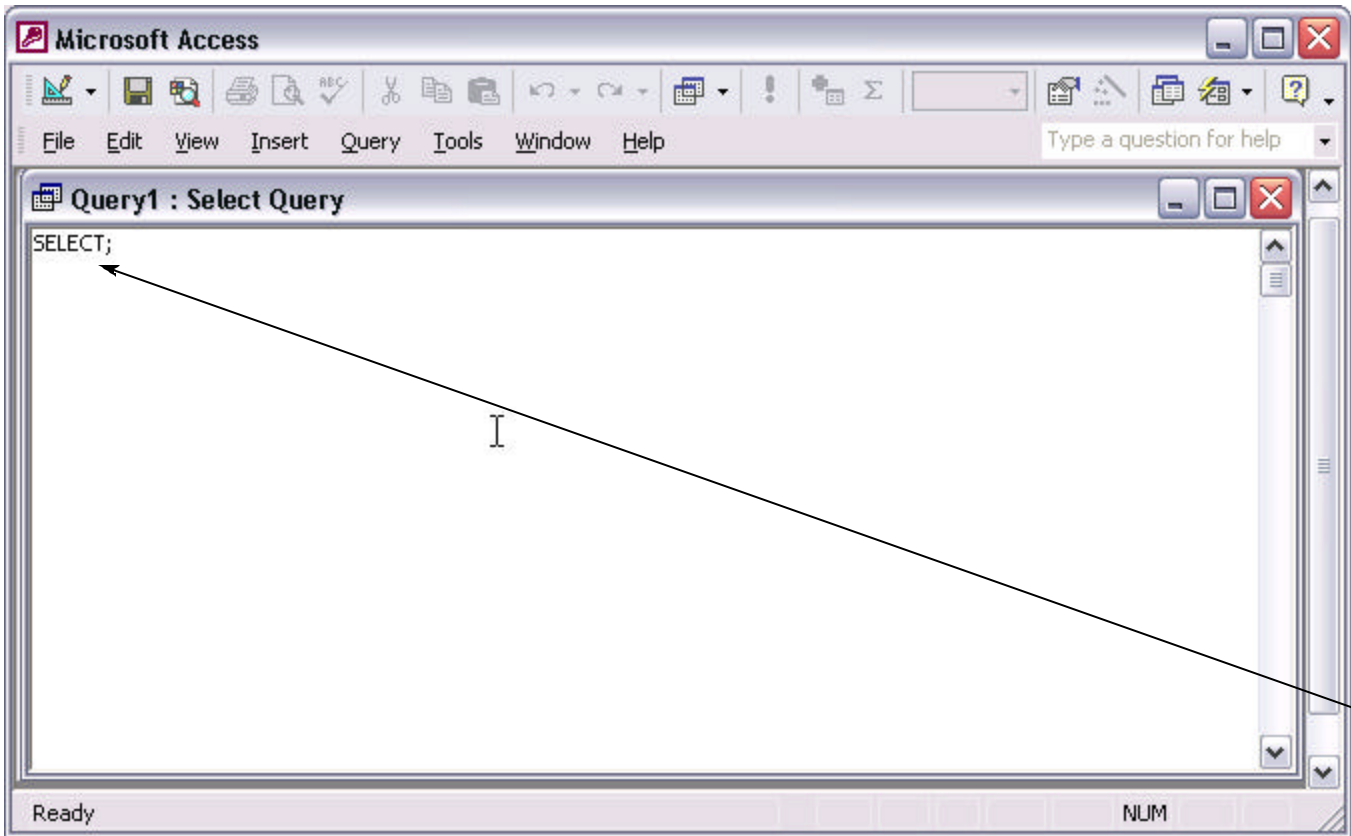 Microsoft Access
ABC
File Edit View Insert Query Tools Window Help Type a question for help
Query1 : Select Query
SELECT;
Ready NUM